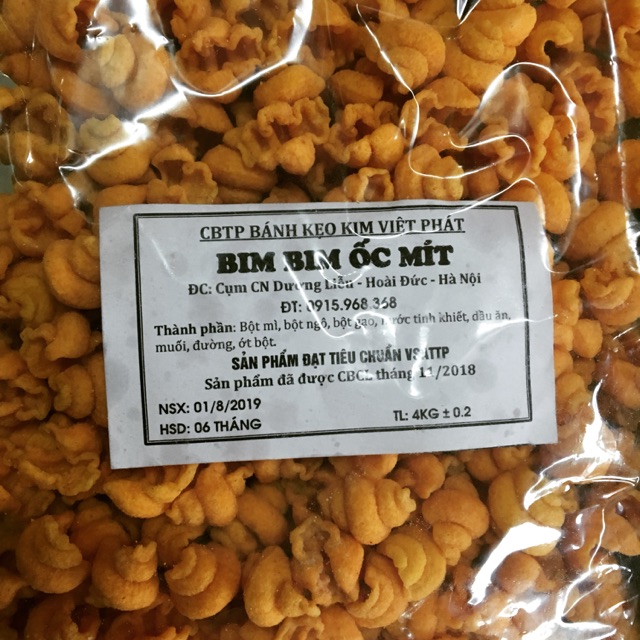 CBTP BÁNH KẸO KIM VIỆT PHÁT
BIM BIM ỐC MÍT
ĐC: Cụm CN Dương Liễu - Hoài Đức - Hà Nội
ĐT: 0915.968.368
Thành phần: Bột mì, bột ngô, bột gạo, nước tinh khiết, dầu ăn,
muối, đường, ớt bột.
SẢN PHẨM ĐẠT TIÊU CHUẨN VSATTP
Sản phẩm đã được CBCL tháng 11/2018
NSX: 01/8/2019
TL: 4KG ± 0.2
HSD: 06 THÁNG